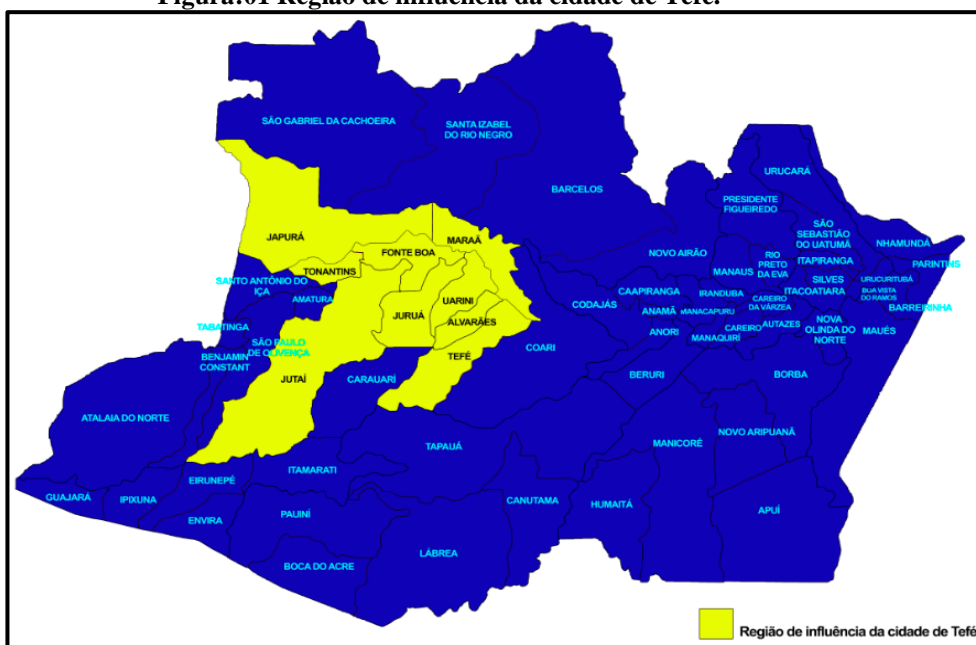 Figura:01 Região de influência da cidade de Tefé.
SÃO GABRIEL DA CACHOEIRA
SANTA IZABEL
DO RIO NEGRO
BARCELOS
URUCARÁ
PRESIDENTE
FIGUEIREDO
SÃO
SEBASTIÃO
DO UATUMÃ
NHAMUNDÁ
PARINTINS
JAPURÁ
MARAÃ
FONTE BOA
TONANTINS
NOVO AIRÃO
MANAUS
RIO
PRETO
DA EVA
ITAPIRANGA
SILVES
URUCURITUBÁ
BUA VISTA
DO RAMOS
BARREIRINHA
SANTO ANTÔNIO DO
IÇA
AMATURA
JURUÁ
UARINI
ALVARÃES
CODAJÁS
CAAPIRANGA
IRANDUBA
ITACOATIARA
ANAMÃ
MANACAPURU
CAREIRO
DA VÁRZEA
TABATINGA
SÃO PAULO
DE OLIVENÇA
BENJAMIN
CONSTANT
TEFÉ
COARI
ANORI
MANAQUIRÍ
CAREIRO
AUTAZES
NOVA
OLINDA DO
NORTE
MAUÉS
JUTAÍ
CARAUARÍ
BERURI
BORBA
ATALAIA DO NORTE
TAPAUÁ
MANICORÉ
NOVO ARIPUANÃ
GUAJARÁ
IPIXUNA
EIRUNEPÉ
ITAMARATI
ENVIRA
PAUINÍ
CANUTAMA
HUMAITÁ
APUÍ
BOCA DO ACRE
LÁBREA
Região de influência da cidade de Tefé